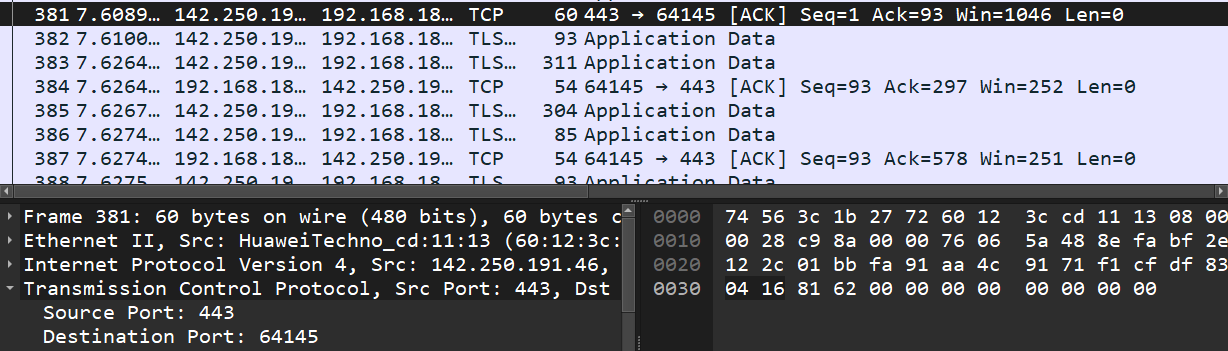 381 7.6089… 142.250.19… 192.168.18… TCP 60 443 → 64145 [ACK] Seq=1 Ack=93 Win=1046 Len=0
382 7.6100… 142.250.19… 192.168.18… TLS… 93 Application Data
383 7.6264… 142.250.19… 192.168.18… TLS… 311 Application Data
384 7.6264… 192.168.18… 142.250.19… TCP 54 64145 → 443 [ACK] Seq=93 Ack=297 Win=252 Len=0
385 7.6267… 142.250.19… 192.168.18… TLS… 304 Application Data
386 7.6274… 142.250.19… 192.168.18… TLS… 85 Application Data
387 7.6274… 192.168.18… 142.250.19… TCP 54 64145 → 443 [ACK] Seq=93 Ack=578 Win=251 Len=0
388 7.6275 142.250.19 192.168.18 TLS 93 Application Data
Frame 381: 60 bytes on wire (480 bits), 60 bytes c
Ethernet II, Src: HuaweiTechno_cd:11:13 (60:12:3c:
Internet Protocol Version 4, Src: 142.250.191.46,
Transmission Control Protocol, Src Port: 443, Dst
Source Port: 443
Destination Port: 64145
0000 74 56 3c 1b 27 72 60 12 3c cd 11 13 08 00
0010 00 28 c9 8a 00 00 76 06 5a 48 8e fa bf 2e
0020 12 2c 01 bb fa 91 aa 4c 91 71 f1 cf df 83
0030 04 16 81 62 00 00 00 00 00 00 00 00